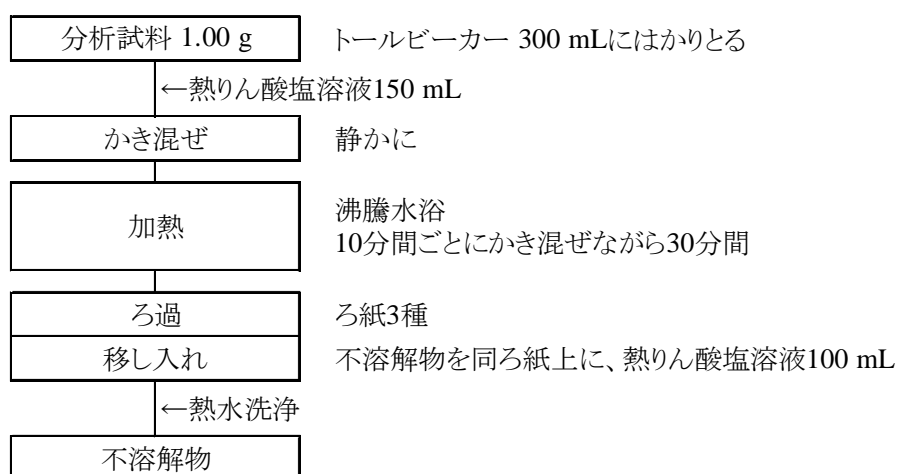 分析試料 1.00 g トールビーカー 300 mLにはかりとる
←熱りん酸塩溶液150 mL
かき混ぜ 静かに
加熱 沸騰水浴
10分間ごとにかき混ぜながら30分間
ろ過 ろ紙3種
移し入れ 不溶解物を同ろ紙上に、熱りん酸塩溶液100 mL
←熱水洗浄
不溶解物